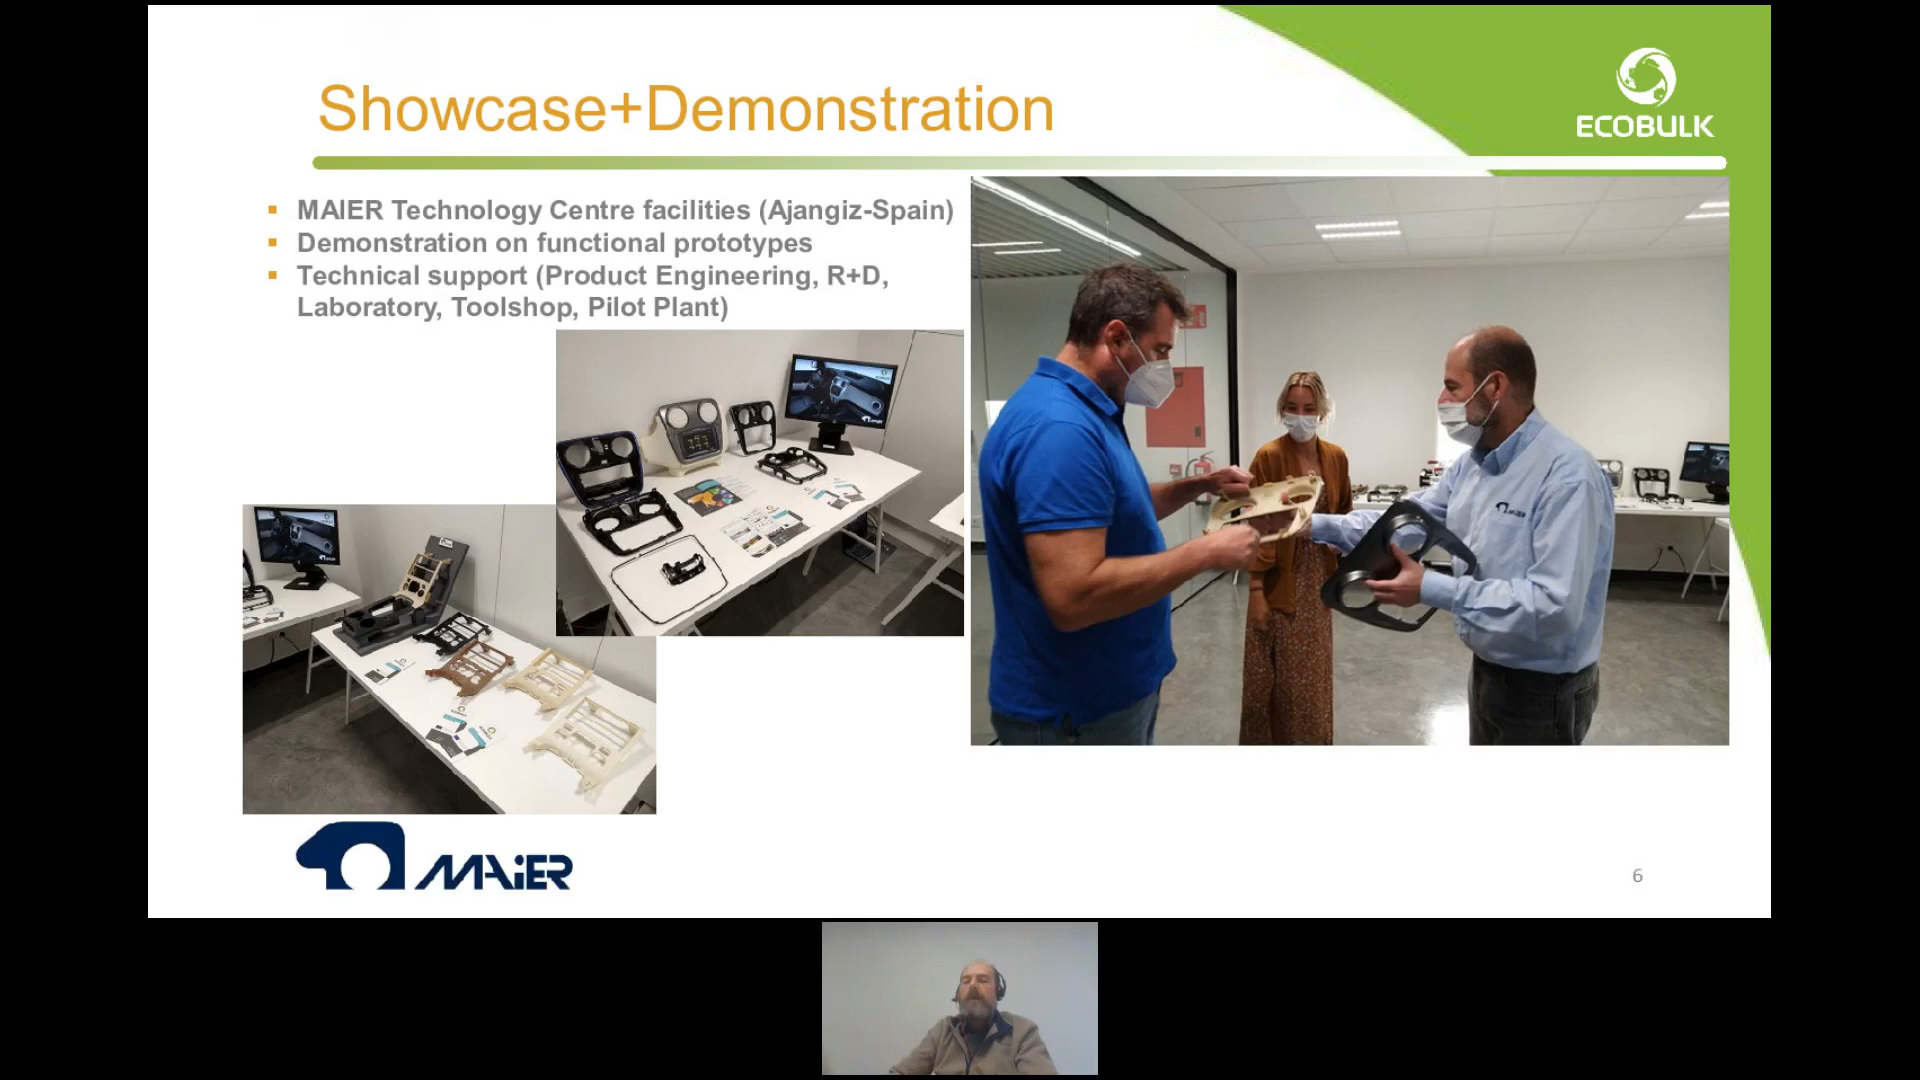 Showcase+Demonstration
ECOBULK
MAIER Technology Centre facilities (Ajangiz-Spain)
Demonstration on functional prototypes
Technical support (Product Engineering, R+D,
Laboratory, Toolshop, Pilot Plant)
MAIER
MAIER
6